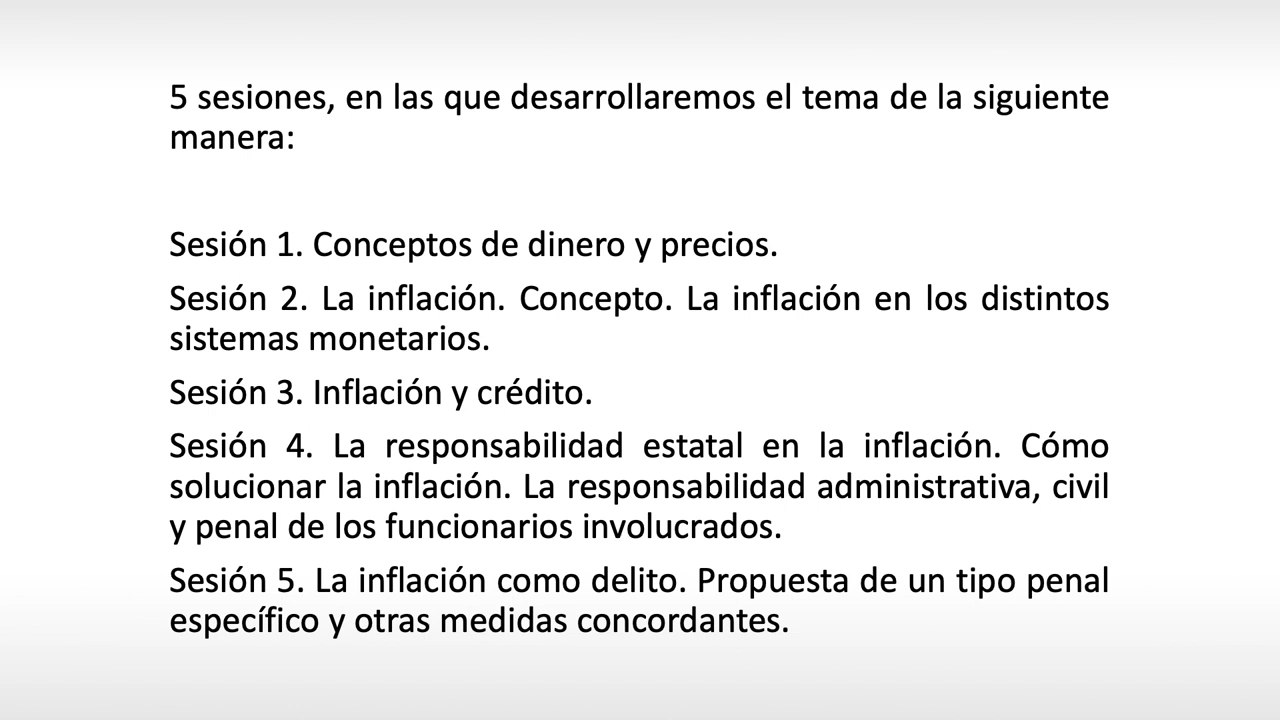 5 sesiones, en las que desarrollaremos el tema de la siguiente
manera:
Sesión 1. Conceptos de dinero y precios.
Sesión 2. La inflación. Concepto. La inflación en los distintos
sistemas monetarios.
Sesión 3. Inflación y crédito.
Sesión 4. La responsabilidad estatal en la inflación. Cómo
solucionar la inflación. La responsabilidad administrativa, civil
y penal de los funcionarios involucrados.
Sesión 5. La inflación como delito. Propuesta de un tipo penal
específico y otras medidas concordantes.